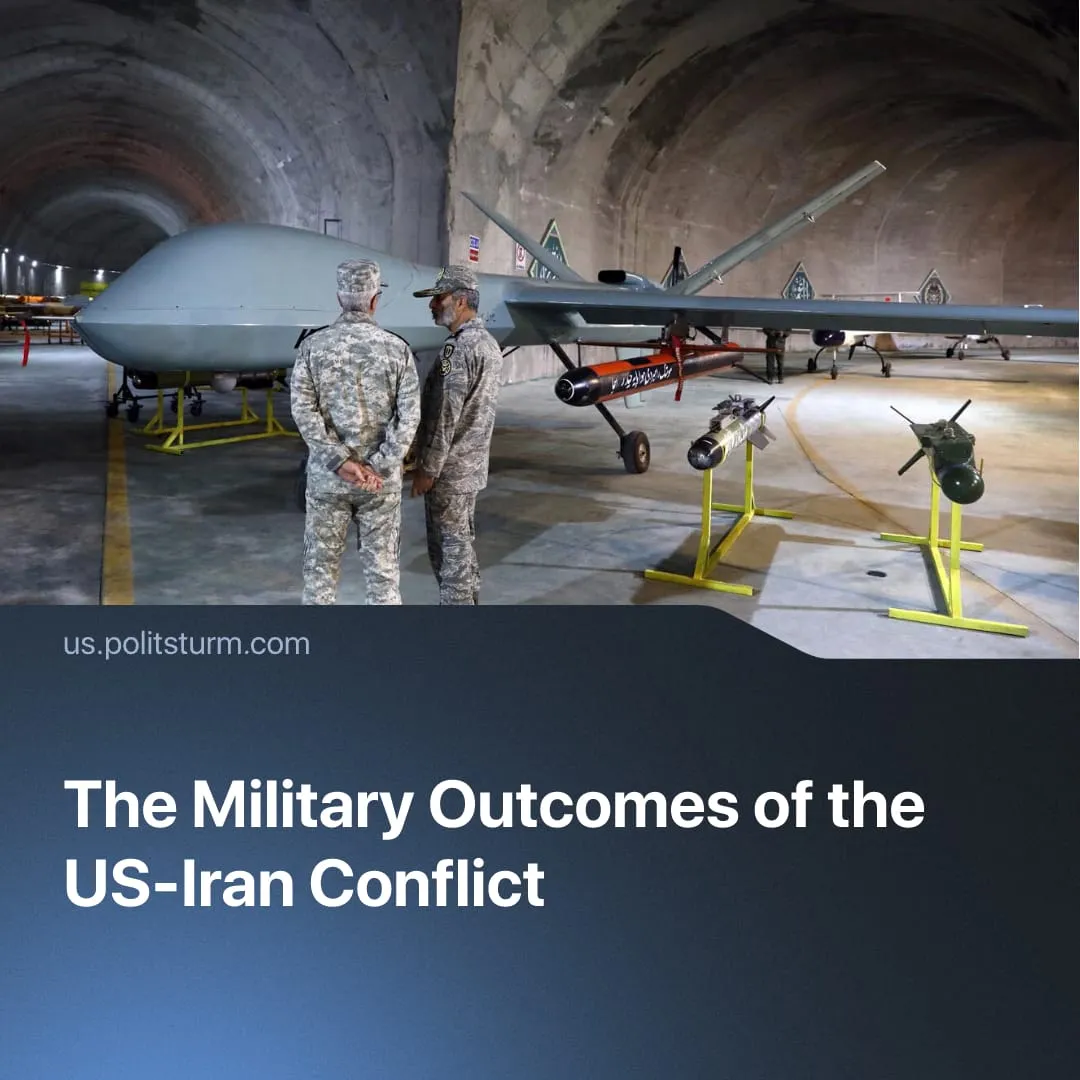 us.politsturm.com
The Military Outcomes of the
US-Iran Conflict